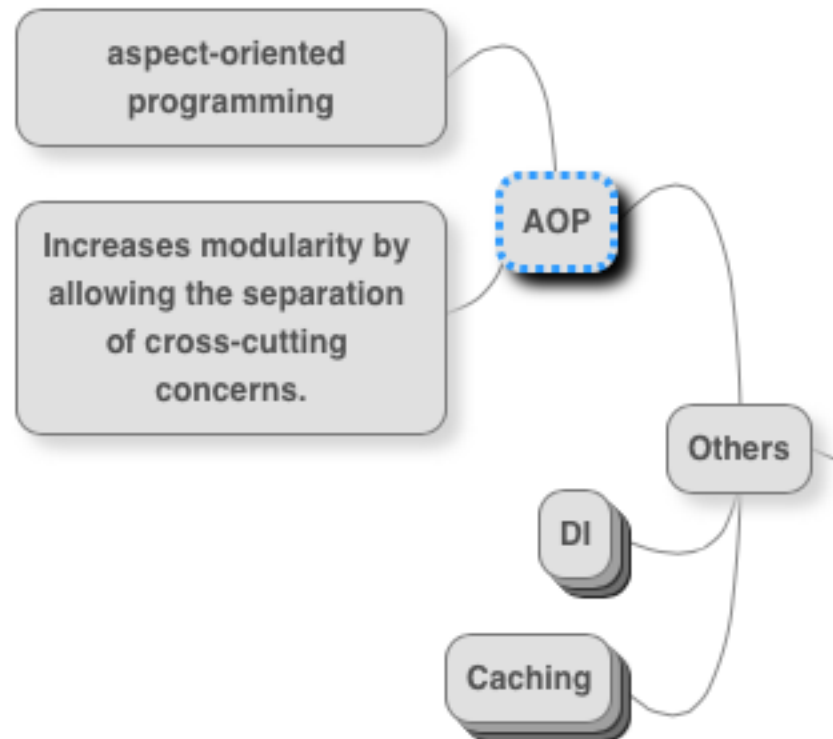 aspect-oriented
programming
AOP
Increases modularity by
allowing the separation
of cross-cutting
concerns.
Others
DI
Caching